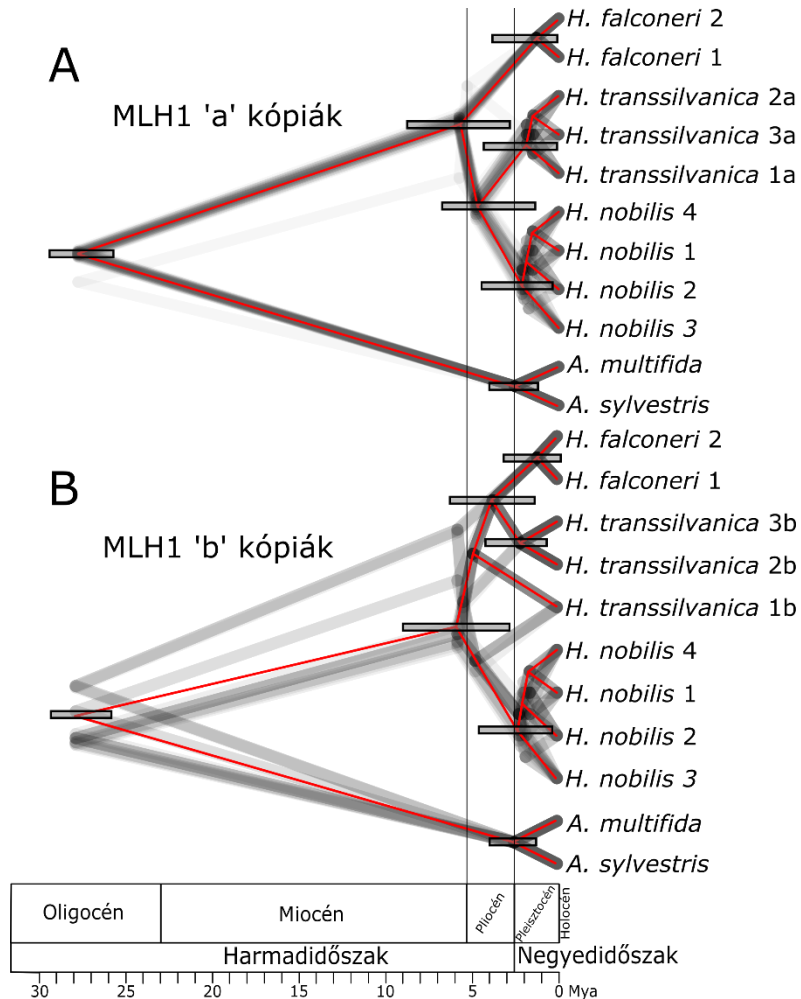 A
MLH1 'a' kópiák
H. falconeri 2
H. falconeri 1
H. transsilvanica 2a
H. transsilvanica 3a
H. transsilvanica 1a
H. nobilis 4
H. nobilis 1
H. nobilis 2
H. nobilis 3
A. multifida
A. sylvestris
B
MLH1 'b' kópiák
H. falconeri 2
H. falconeri 1
H. transsilvanica 3b
H. transsilvanica 2b
H. transsilvanica 1b
H. nobilis 4
H. nobilis 1
H. nobilis 2
H. nobilis 3
A. multifida
A. sylvestris
Oligocén Miocén Pliocén Pleisztocén Holocén
Harmadidőszak Negyedidőszak
30 25 20 15 10 5 0 Mya